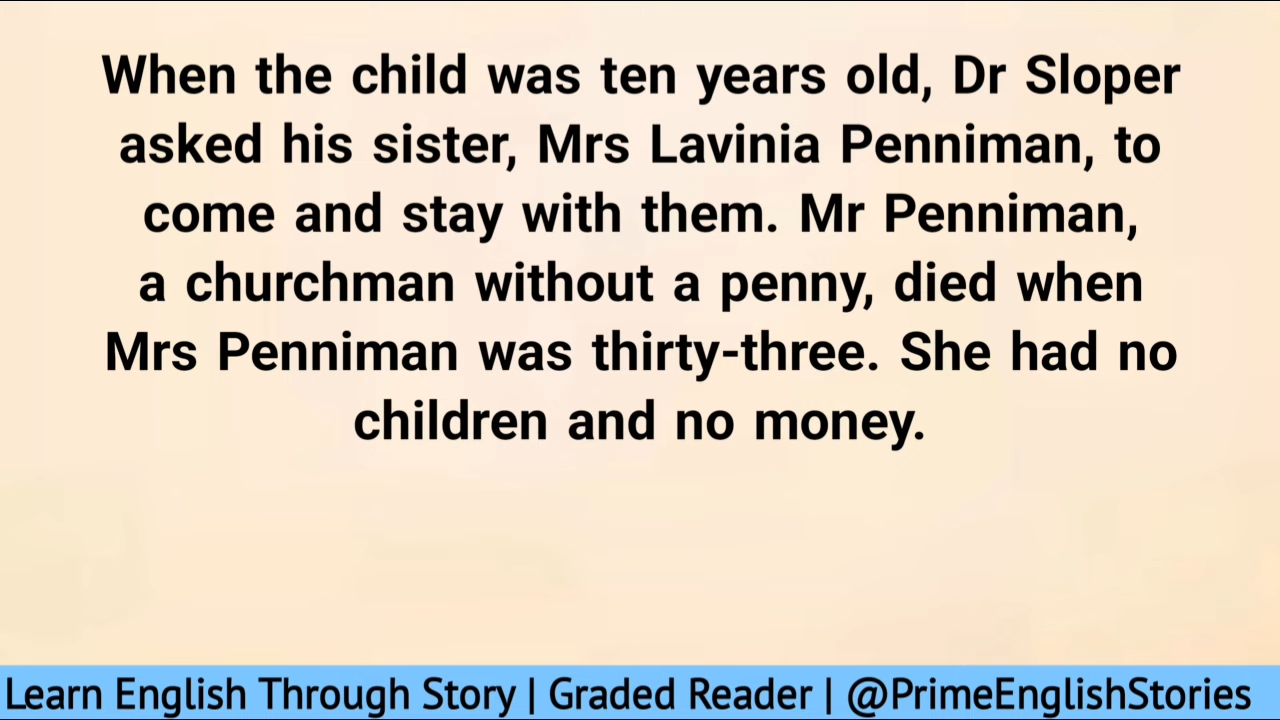 When the child was ten years old, Dr Sloper
asked his sister, Mrs Lavinia Penniman, to
come and stay with them. Mr Penniman,
a churchman without a penny, died when
Mrs Penniman was thirty-three. She had no
children and no money.
Learn English Through Story | Graded Reader | @PrimeEnglishStories